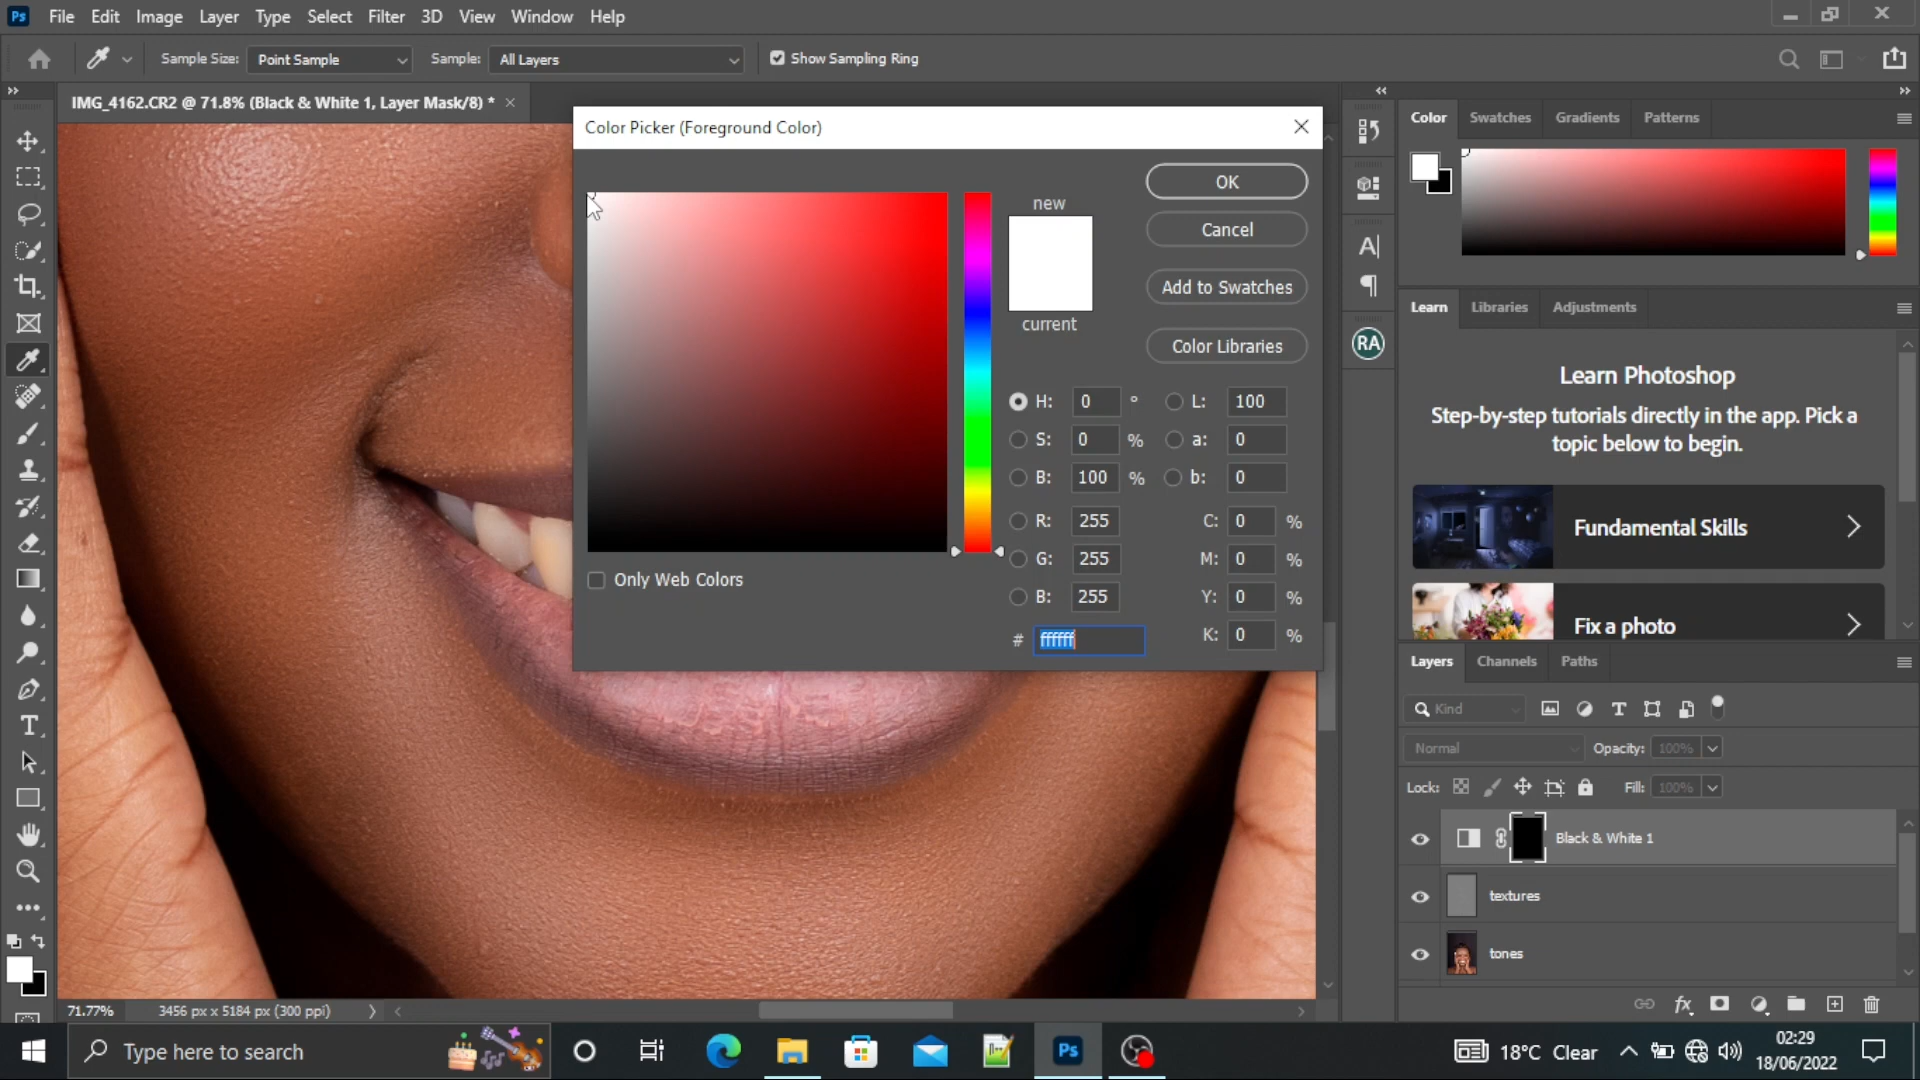 Ps File Edit Image Layer Type Select Filter 3D View Window Help
Sample Size: Point Sample Sample: All Layers Show Sampling Ring
IMG_4162.CR2 @ 71.8% (Black & White 1, Layer Mask/8) *
Color Picker (Foreground Color)
new
current
OK
Cancel
Add to Swatches
Color Libraries
H: 0 ° L: 100
S: 0 % a: 0
B: 100 % b: 0
R: 255 C: 0 %
G: 255 M: 0 %
B: 255 Y: 0 %
# ffffff K: 0 %
Only Web Colors
A|
RA
Color Swatches Gradients Patterns
Learn Libraries Adjustments
Learn Photoshop
Step-by-step tutorials directly in the app. Pick a
topic below to begin.
Fundamental Skills
Fix a photo
Layers Channels Paths
Kind
Normal Opacity: 100%
Lock: Fill: 100%
Black & White 1
textures
tones
fx
71.77% 3456 px x 5184 px (300 ppi)
Type here to search
Ps
18°C Clear
02:29
18/06/2022